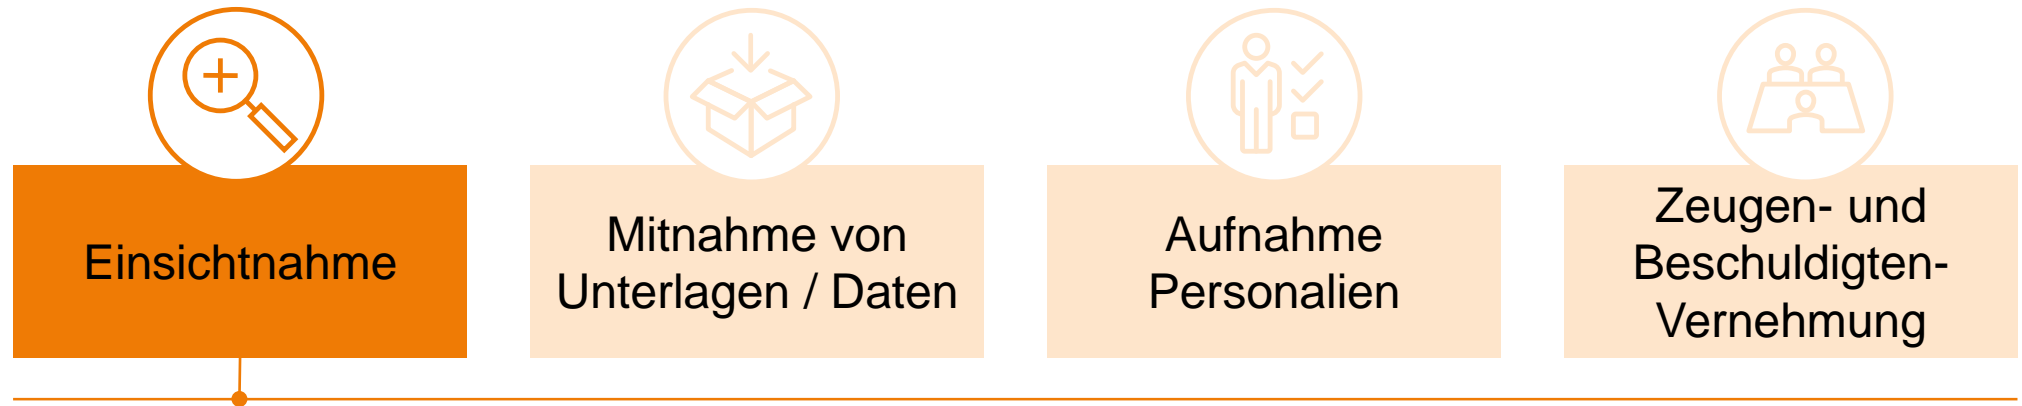 Einsichtnahme
Mitnahme von
Unterlagen / Daten
Aufnahme
Personalien
Zeugen- und
Beschuldigten-
Vernehmung